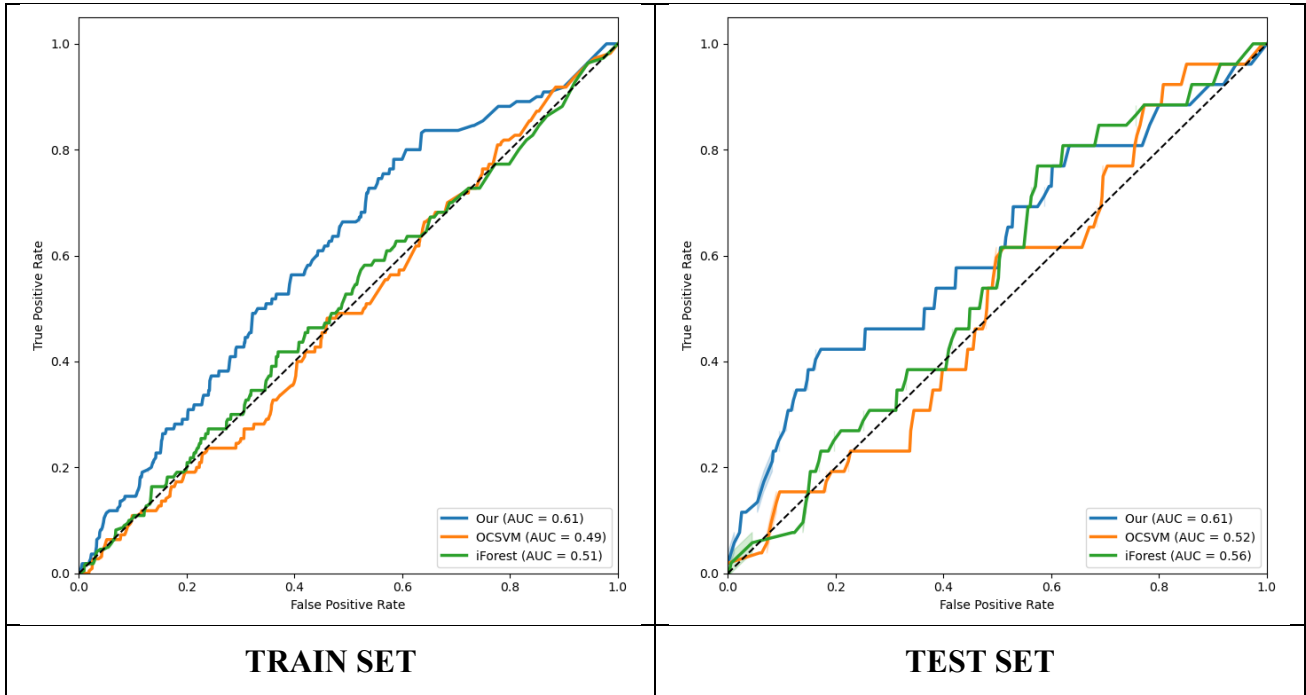 1.0
0.8
0.6
0.4
0.2
0.0
True Positive Rate
0.0 0.2 0.4 0.6 0.8 1.0
False Positive Rate
Our (AUC = 0.61)
OCSVM (AUC = 0.49)
iForest (AUC = 0.51)
1.0
0.8
0.6
0.4
0.2
0.0
True Positive Rate
0.0 0.2 0.4 0.6 0.8 1.0
False Positive Rate
Our (AUC = 0.61)
OCSVM (AUC = 0.52)
iForest (AUC = 0.56)
TRAIN SET
TEST SET